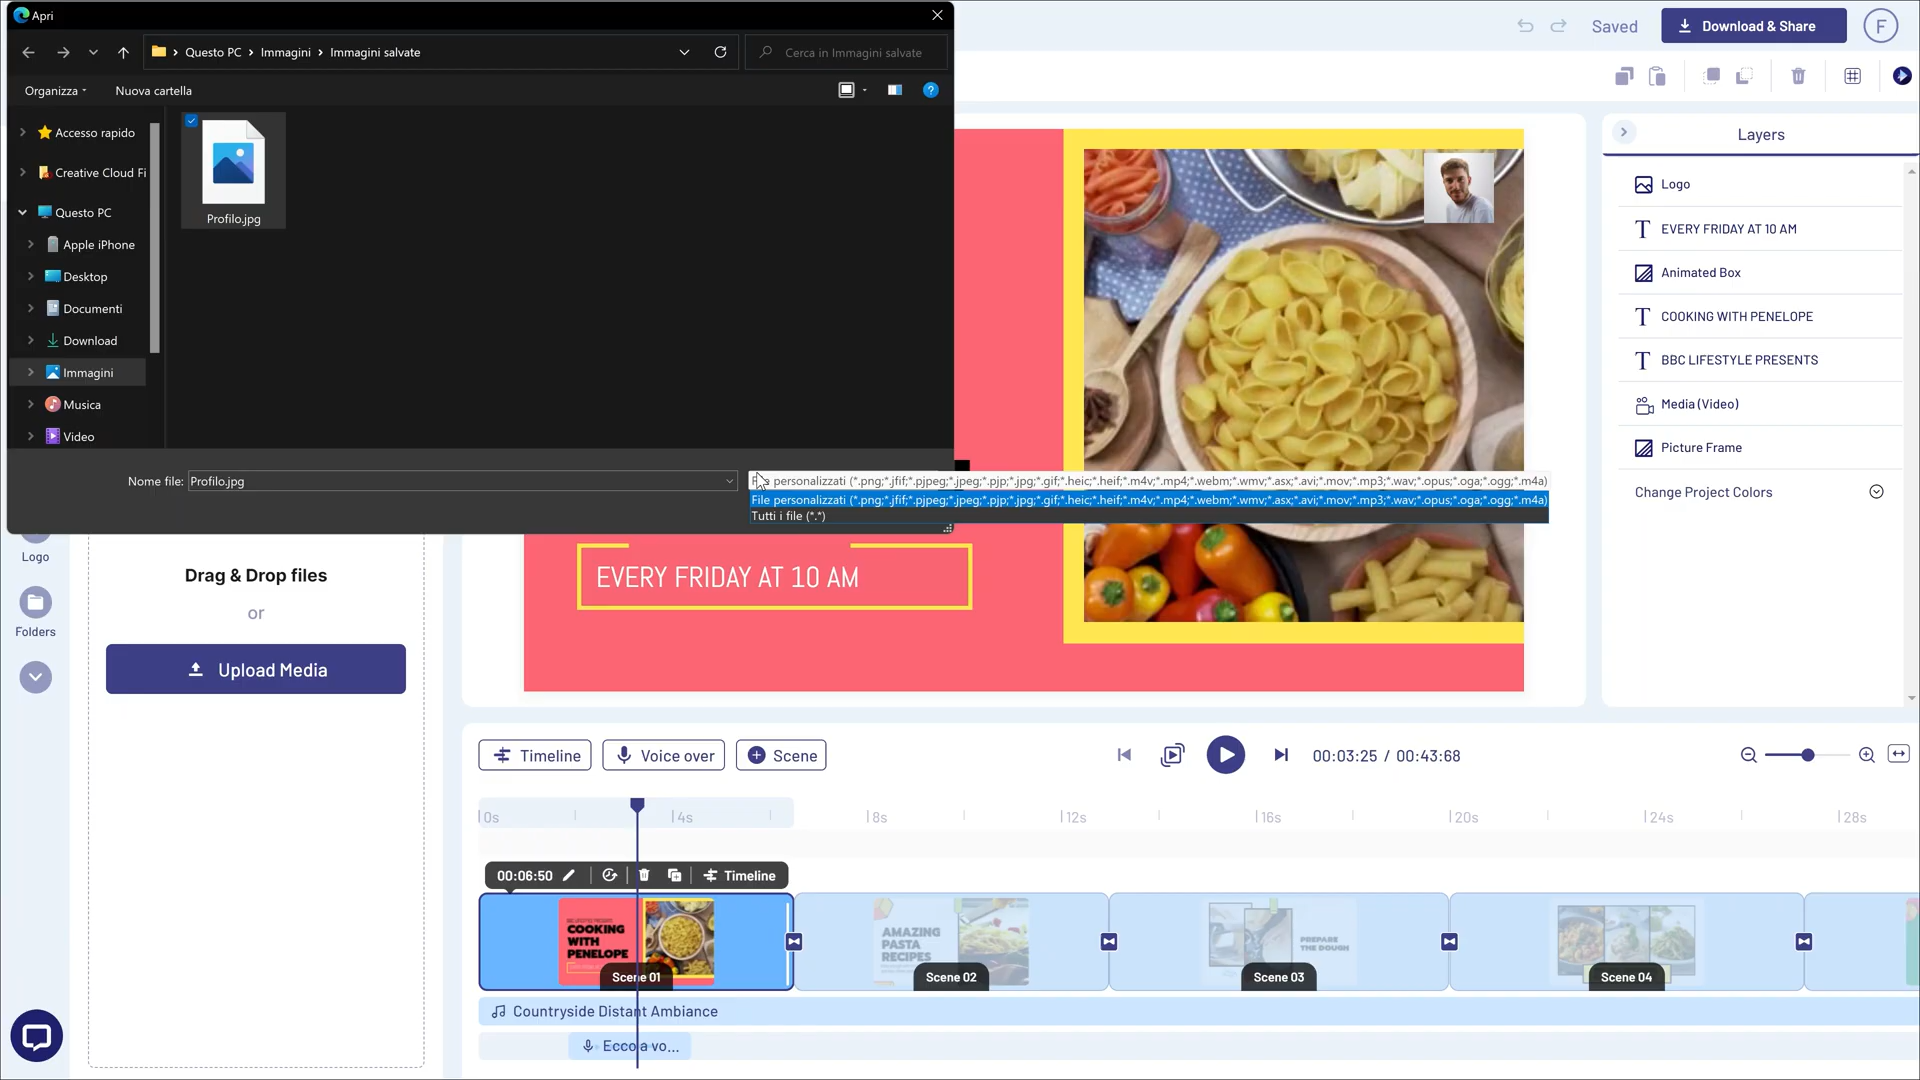 Apri
Saved
Download & Share
F
Questo PC
Immagini
Immagini salvate
Cerca in Immagini salvate
Organizza
Nuova cartella
Accesso rapido
Creative Cloud Fi
Questo PC
Apple iPhone
Desktop
Documenti
Download
Immagini
Musica
Video
Profilo.jpg
Nome file:
Profilo.jpg
personalizzati (*.png;*.jfif;*.pjpeg;*.jpeg;*.pjp;*.jpg;*.gif;*.heic;*.heif;*.m4v;*.mp4;*.webm;*.wmv;*.asx;*.avi;*.mov;*.mp3;*.wav;*.opus;*.oga;*.ogg;*.m4a)
File personalizzati (*.png;*.jfif;*.pjpeg;*.jpeg;*.pjp;*.jpg;*.gif;*.heic;*.heif;*.m4v;*.mp4;*.webm;*.wmv;*.asx;*.avi;*.mov;*.mp3;*.wav;*.opus;*.oga;*.ogg;*.m4a)
Tutti i file (*.*)
Layers
Logo
EVERY FRIDAY AT 10 AM
Animated Box
COOKING WITH PENELOPE
BBC LIFESTYLE PRESENTS
Media (Video)
Picture Frame
Change Project Colors
Logo
Folders
Drag & Drop files
or
Upload Media
EVERY FRIDAY AT 10 AM
Timeline
Voice over
Scene
00:03:25 / 00:43:68
0s
4s
8s
12s
16s
20s
24s
28s
00:06:50
Timeline
BBC LIFESTYLE PRESENTS
COOKING
WITH
PENELOPE
Scene 01
AMAZING
PASTA
RECIPES
Scene 02
PREPARE
THE DOUGH
Scene 03
Scene 04
Countryside Distant Ambiance
Ecco a vo...